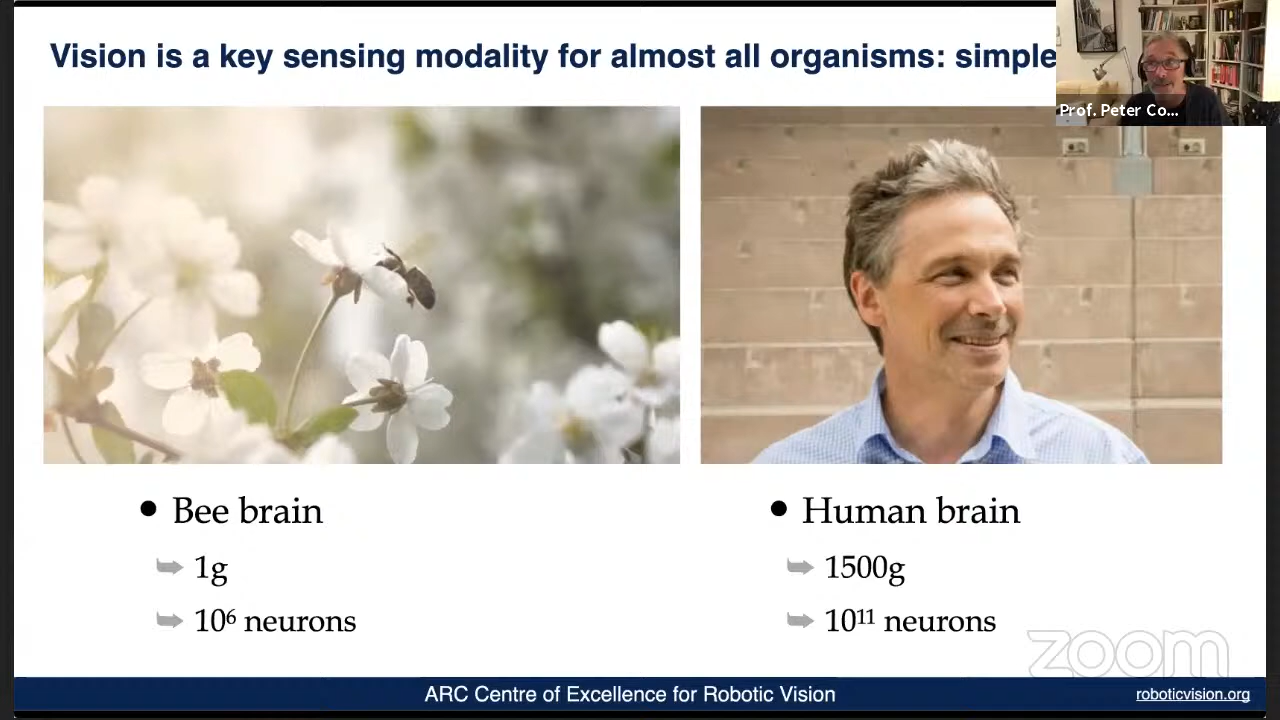 Vision is a key sensing modality for almost all organisms: simple
Prof. Peter Co...
• Bee brain
➥ 1g
➥ 10⁶ neurons
• Human brain
➥ 1500g
➥ 10¹¹ neurons
zoom
ARC Centre of Excellence for Robotic Vision
roboticvision.org